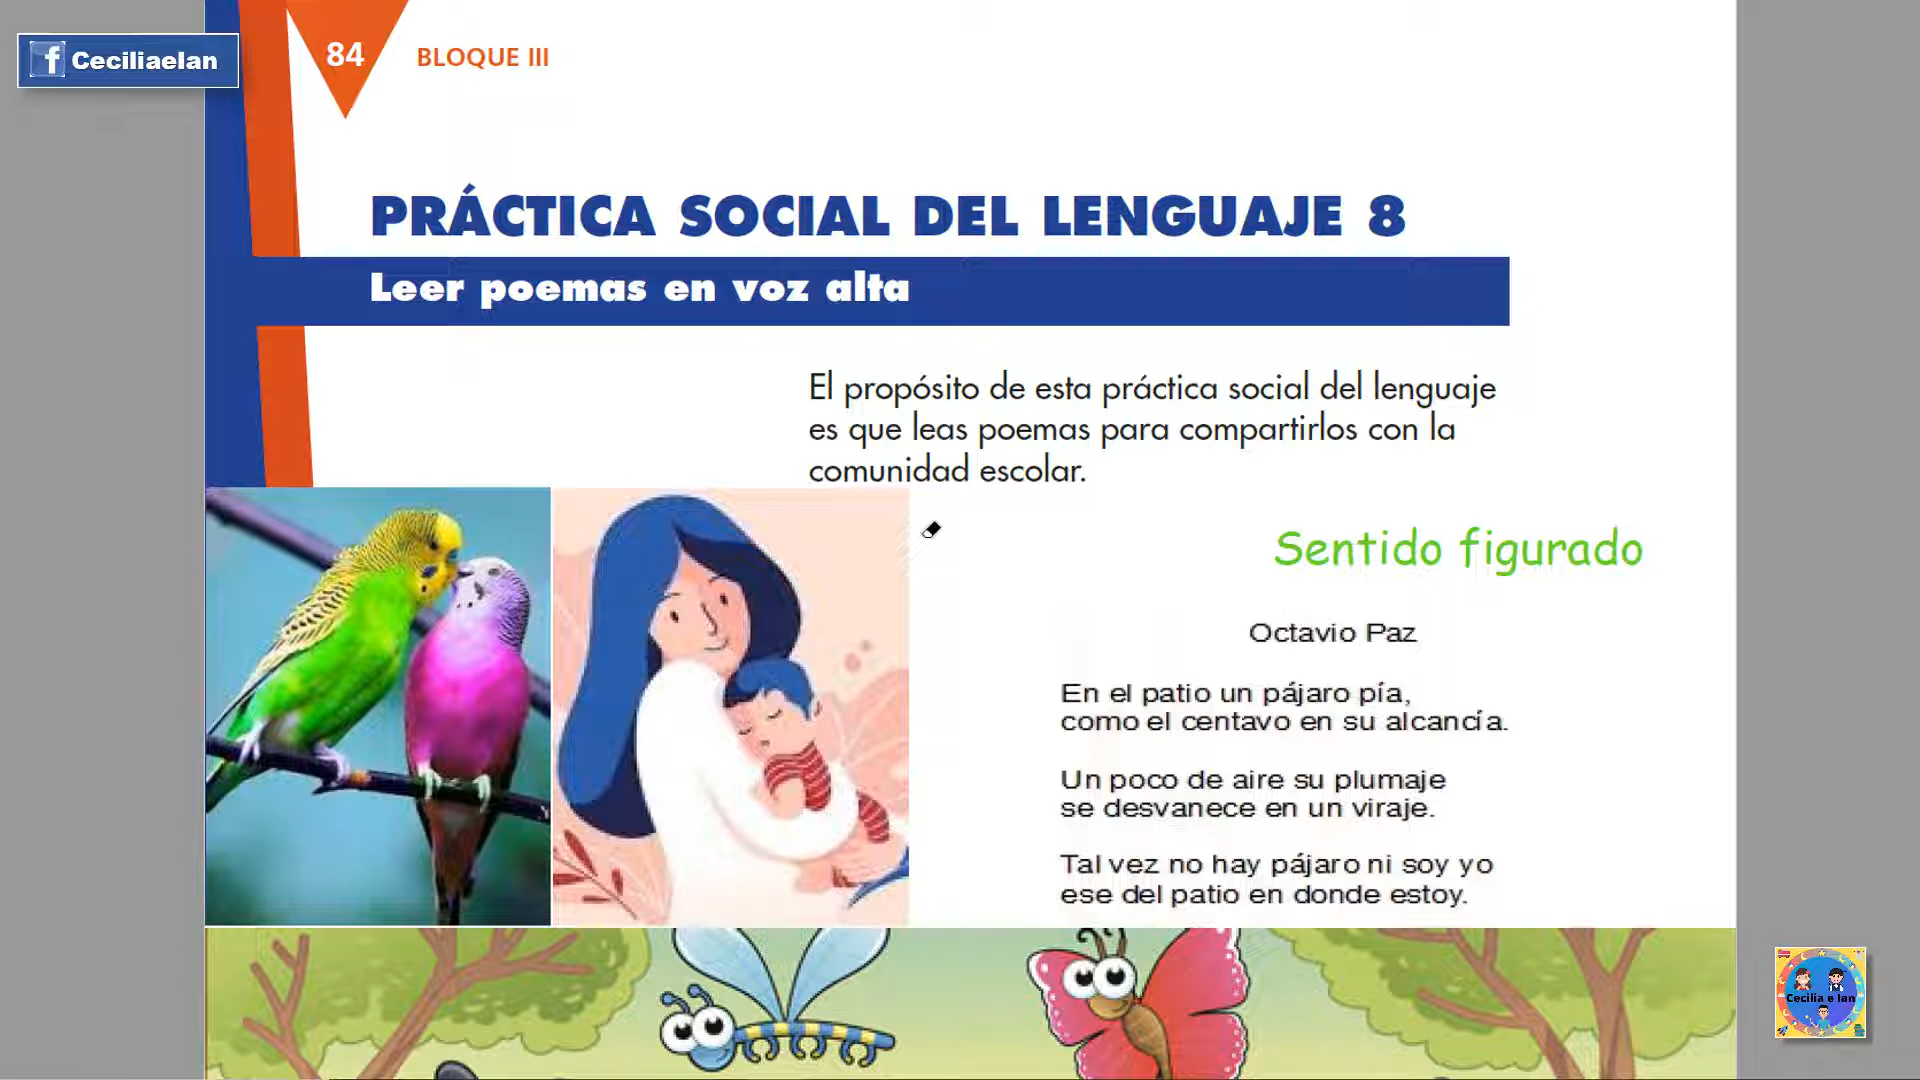 Ceciliaelan
84
BLOQUE III
PRÁCTICA SOCIAL DEL LENGUAJE 8
Leer poemas en voz alta
El propósito de esta práctica social del lenguaje
es que leas poemas para compartirlos con la
comunidad escolar.
Sentido figurado
Octavio Paz
En el patio un pájaro pía,
como el centavo en su alcancía.
Un poco de aire su plumaje
se desvanece en un viraje.
Tal vez no hay pájaro ni soy yo
ese del patio en donde estoy.
Cecilia e Ian